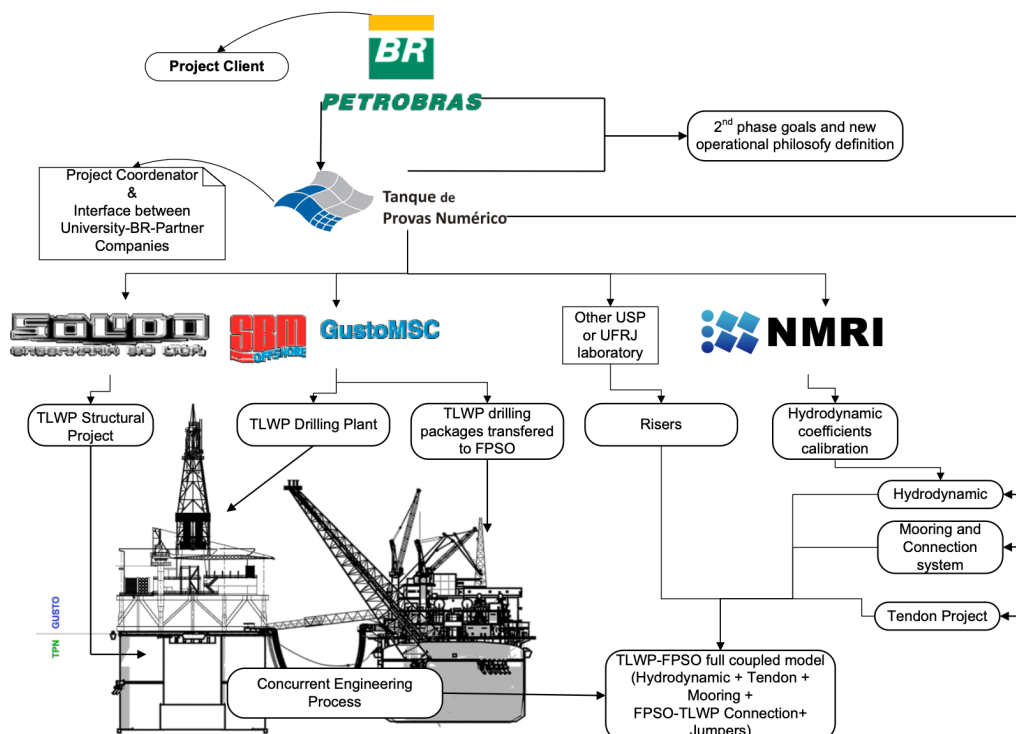 BR
Project Client
PETROBRAS
2nd phase goals and new
operational philosofy definition
Project Coordenator
&
Interface between
University-BR-Partner
Companies
Tanque de
Provas Numérico
SBM
OFFSHORE
GustoMSC
Other USP
or UFRJ
laboratory
NMRI
TLWP Structural
Project
TLWP Drilling Plant
TLWP drilling
packages transfered
to FPSO
Risers
Hydrodynamic
coefficients
calibration
Hydrodynamic
Mooring and
Connection
system
Tendon Project
GUSTO
TPN
Concurrent Engineering
Process
TLWP-FPSO full coupled model
(Hydrodynamic + Tendon +
Mooring +
FPSO-TLWP Connection+
Jumpers)